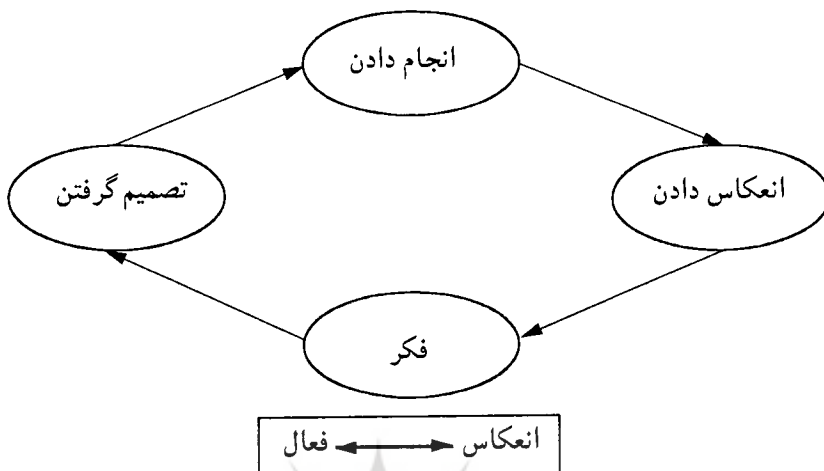 انجام دادن
انعکاس دادن
تصمیم گرفتن
فکر
انعکاس فعال